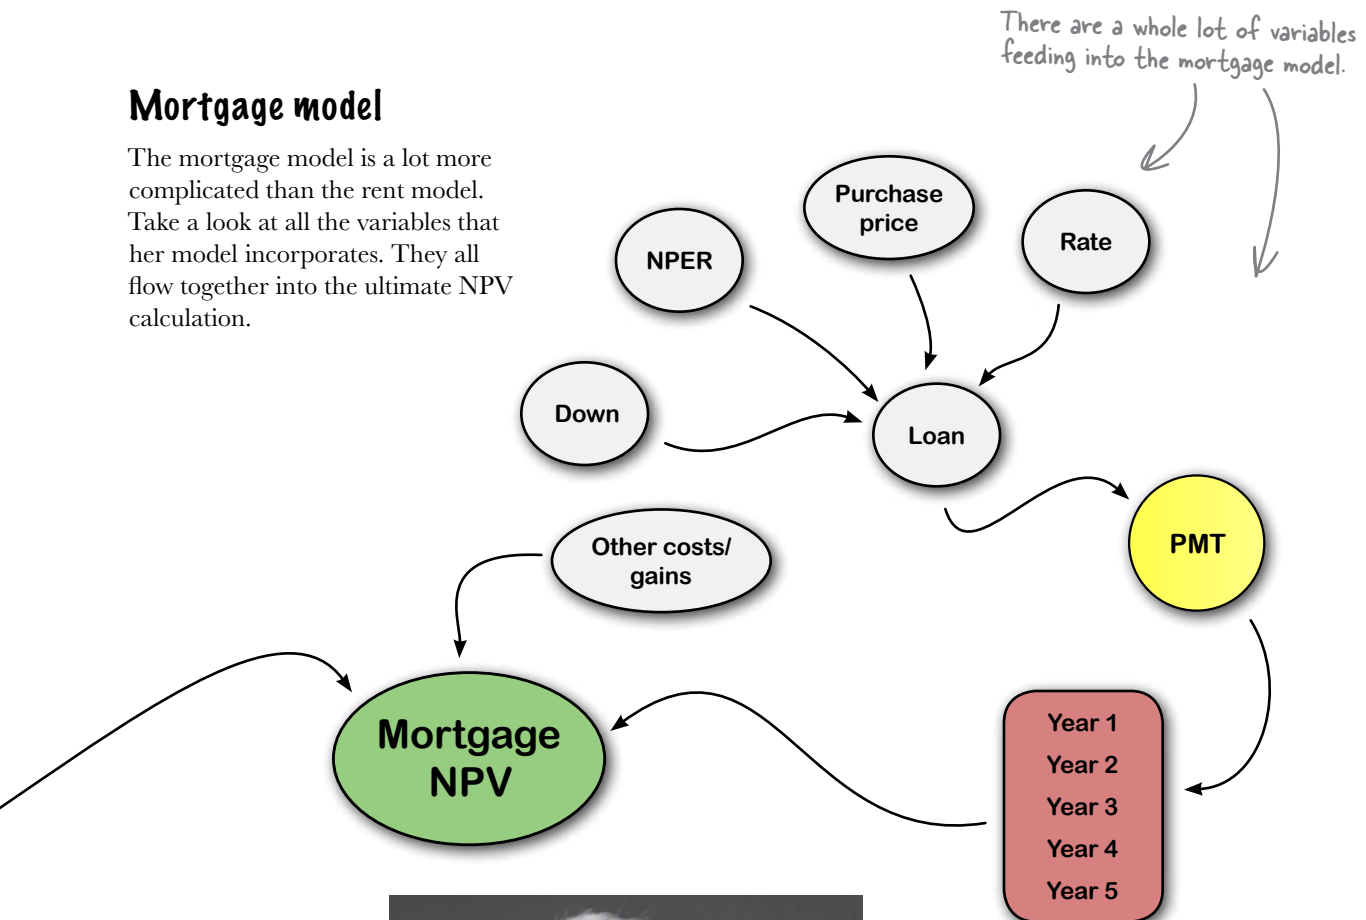 There are a whole lot of variables
feeding into the mortgage model.
Mortgage model
The mortgage model is a lot more
complicated than the rent model.
Take a look at all the variables that
her model incorporates. They all
flow together into the ultimate NPV
calculation.
Purchase
price
Rate
NPER
Down
Loan
PMT
Other costs/
gains
Mortgage
NPV
Year 1
Year 2
Year 3
Year 4
Year 5